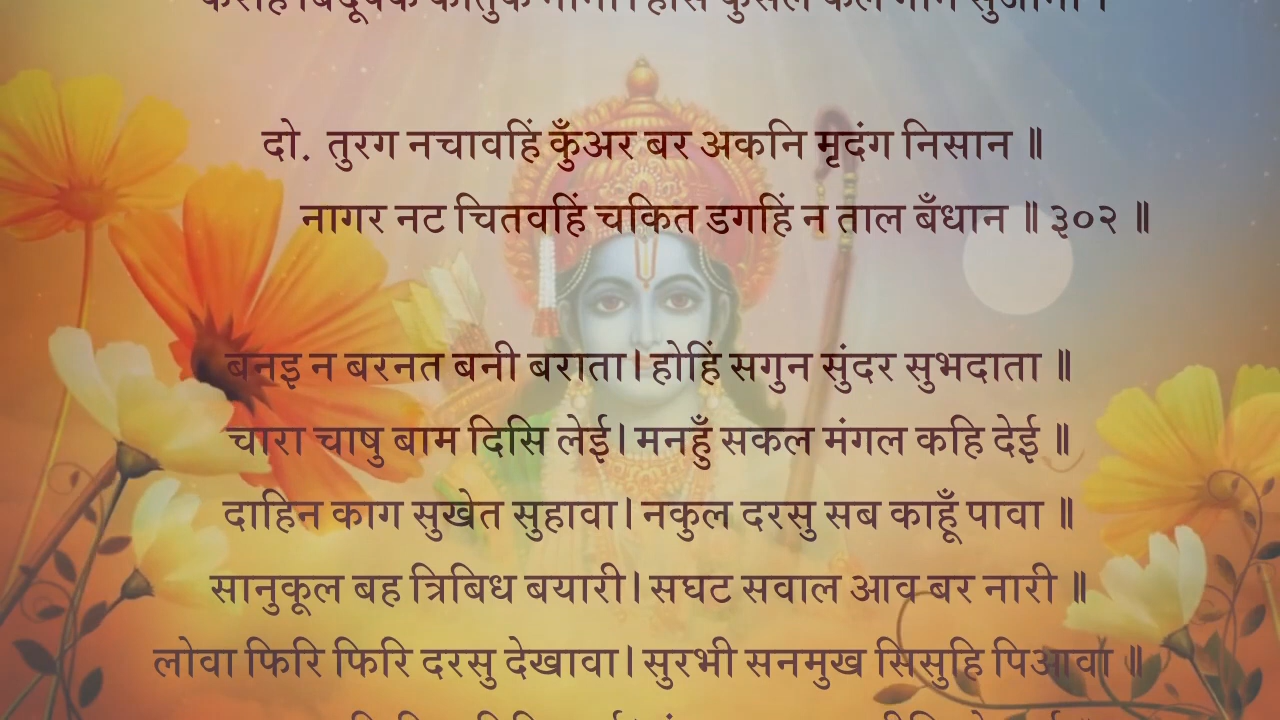 दो. तुरग नचावहिं कुँअर बर अकनि मृदंग निसान ॥
नागर नट चितवहिं चकित डगहिं न ताल बँधान ॥ ३०२ ॥
बनइ न बरनत बनी बराता। होहिं सगुन सुंदर सुभदाता ॥
चारा चाषु बाम दिसि लेई। मनहुँ सकल मंगल कहि देई ॥
दाहिन काग सुखेत सुहावा। नकुल दरसु सब काहूँ पावा ॥
सानुकूल बह त्रिबिध बयारी। सघट सवाल आव बर नारी ॥
लोवा फिरि फिरि दरसु देखावा। सुरभी सनमुख सिसुहि पिआवा ॥